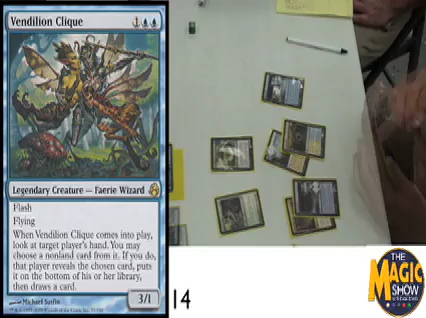 Vendilion Clique
Legendary Creature — Faerie Wizard
Flash
Flying
When Vendilion Clique comes into play,
look at target player's hand. You may
choose a nonland card from it. If you do,
that player reveals the chosen card, puts
it on the bottom of his or her library,
then draws a card.
Michael Sutfin
3/1
14
THE
MAGIC
SHOW